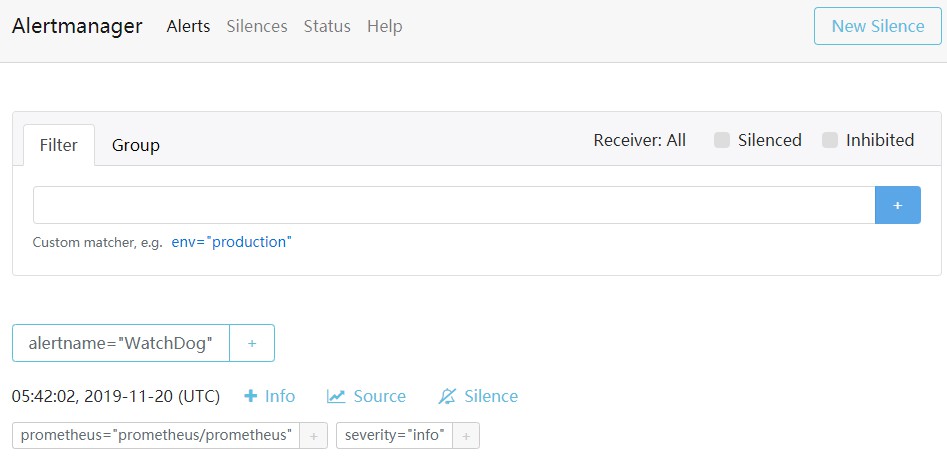 Alertmanager Alerts Silences Status Help New Silence
Filter Group Receiver: All Silenced Inhibited
+
Custom matcher, e.g. env="production"
alertname="WatchDog" +
05:42:02, 2019-11-20 (UTC) + Info Source Silence
prometheus="prometheus/prometheus" + severity="info" +